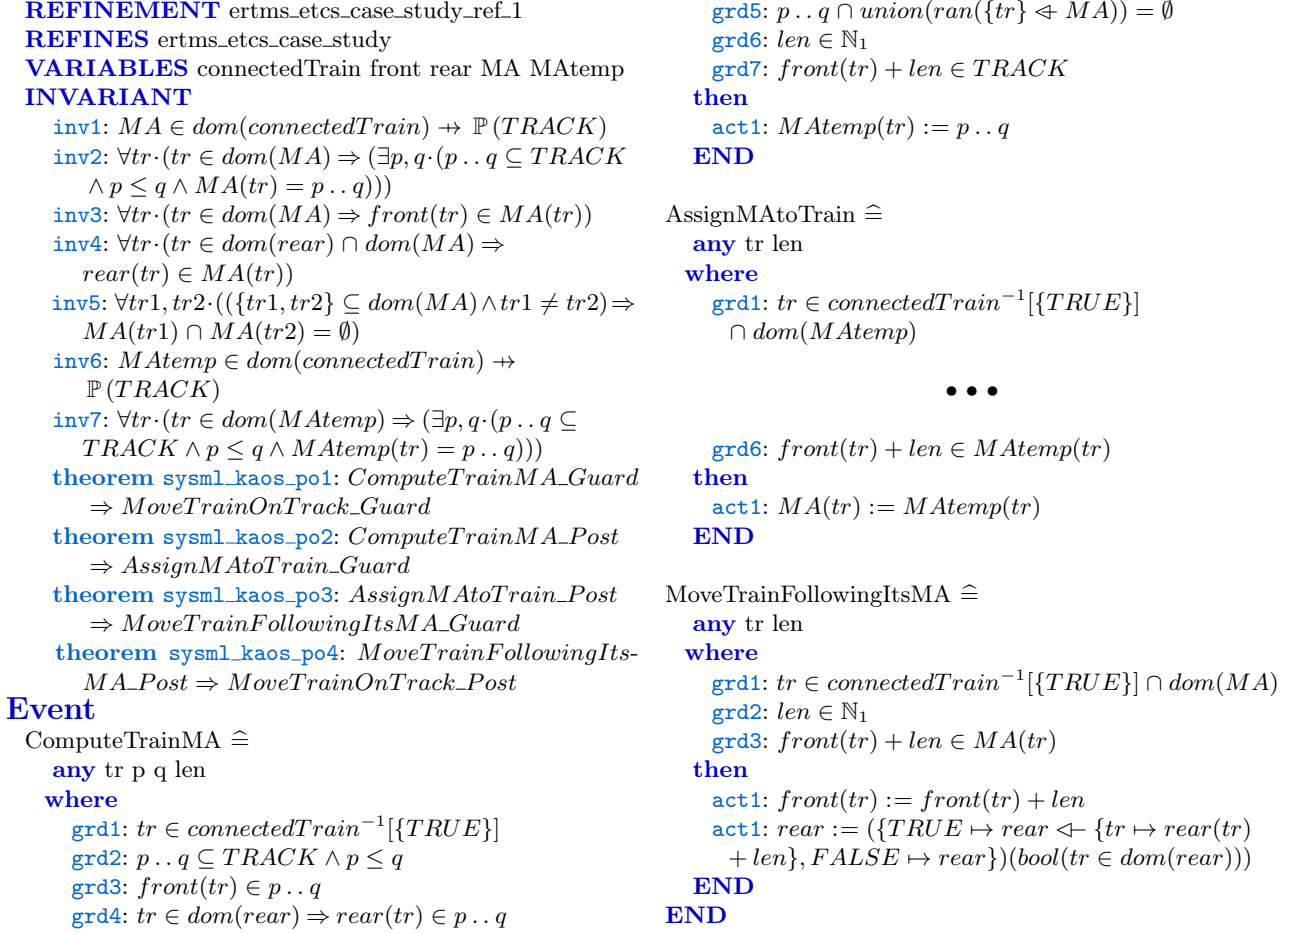 REFINEMENT ertms_etcs_case_study_ref_1
REFINES ertms_etcs_case_study
VARIABLES connectedTrain front rear MA MAtemp
INVARIANT
inv1: MA ∈ dom(connectedTrain) ⇸ ℙ(TRACK)
inv2: ∀tr·(tr ∈ dom(MA) ⇒ (∃p, q·(p .. q ⊆ TRACK
∧ p ≤ q ∧ MA(tr) = p .. q)))
inv3: ∀tr·(tr ∈ dom(MA) ⇒ front(tr) ∈ MA(tr))
inv4: ∀tr·(tr ∈ dom(rear) ∩ dom(MA) ⇒
rear(tr) ∈ MA(tr))
inv5: ∀tr1, tr2·(({tr1, tr2} ⊆ dom(MA) ∧ tr1 ≠ tr2) ⇒
MA(tr1) ∩ MA(tr2) = ∅)
inv6: MAtemp ∈ dom(connectedTrain) ⇸
ℙ(TRACK)
inv7: ∀tr·(tr ∈ dom(MAtemp) ⇒ (∃p, q·(p .. q ⊆
TRACK ∧ p ≤ q ∧ MAtemp(tr) = p .. q)))
theorem sysml_kaos_po1: ComputeTrainMA_Guard
⇒ MoveTrainOnTrack_Guard
theorem sysml_kaos_po2: ComputeTrainMA_Post
⇒ AssignMAtoTrain_Guard
theorem sysml_kaos_po3: AssignMAtoTrain_Post
⇒ MoveTrainFollowingItsMA_Guard
theorem sysml_kaos_po4: MoveTrainFollowingIts-
MA_Post ⇒ MoveTrainOnTrack_Post
Event
ComputeTrainMA ≙
any tr p q len
where
grd1: tr ∈ connectedTrain⁻¹[{TRUE}]
grd2: p .. q ⊆ TRACK ∧ p ≤ q
grd3: front(tr) ∈ p .. q
grd4: tr ∈ dom(rear) ⇒ rear(tr) ∈ p .. q
grd5: p .. q ∩ union(ran({tr} ⩤ MA)) = ∅
grd6: len ∈ ℕ₁
grd7: front(tr) + len ∈ TRACK
then
act1: MAtemp(tr) := p .. q
END
AssignMAtoTrain ≙
any tr len
where
grd1: tr ∈ connectedTrain⁻¹[{TRUE}]
∩ dom(MAtemp)
• • •
grd6: front(tr) + len ∈ MAtemp(tr)
then
act1: MA(tr) := MAtemp(tr)
END
MoveTrainFollowingItsMA ≙
any tr len
where
grd1: tr ∈ connectedTrain⁻¹[{TRUE}] ∩ dom(MA)
grd2: len ∈ ℕ₁
grd3: front(tr) + len ∈ MA(tr)
then
act1: front(tr) := front(tr) + len
act1: rear := ({TRUE ↦ rear ⩤− {tr ↦ rear(tr)
+ len}, FALSE ↦ rear})(bool(tr ∈ dom(rear)))
END
END